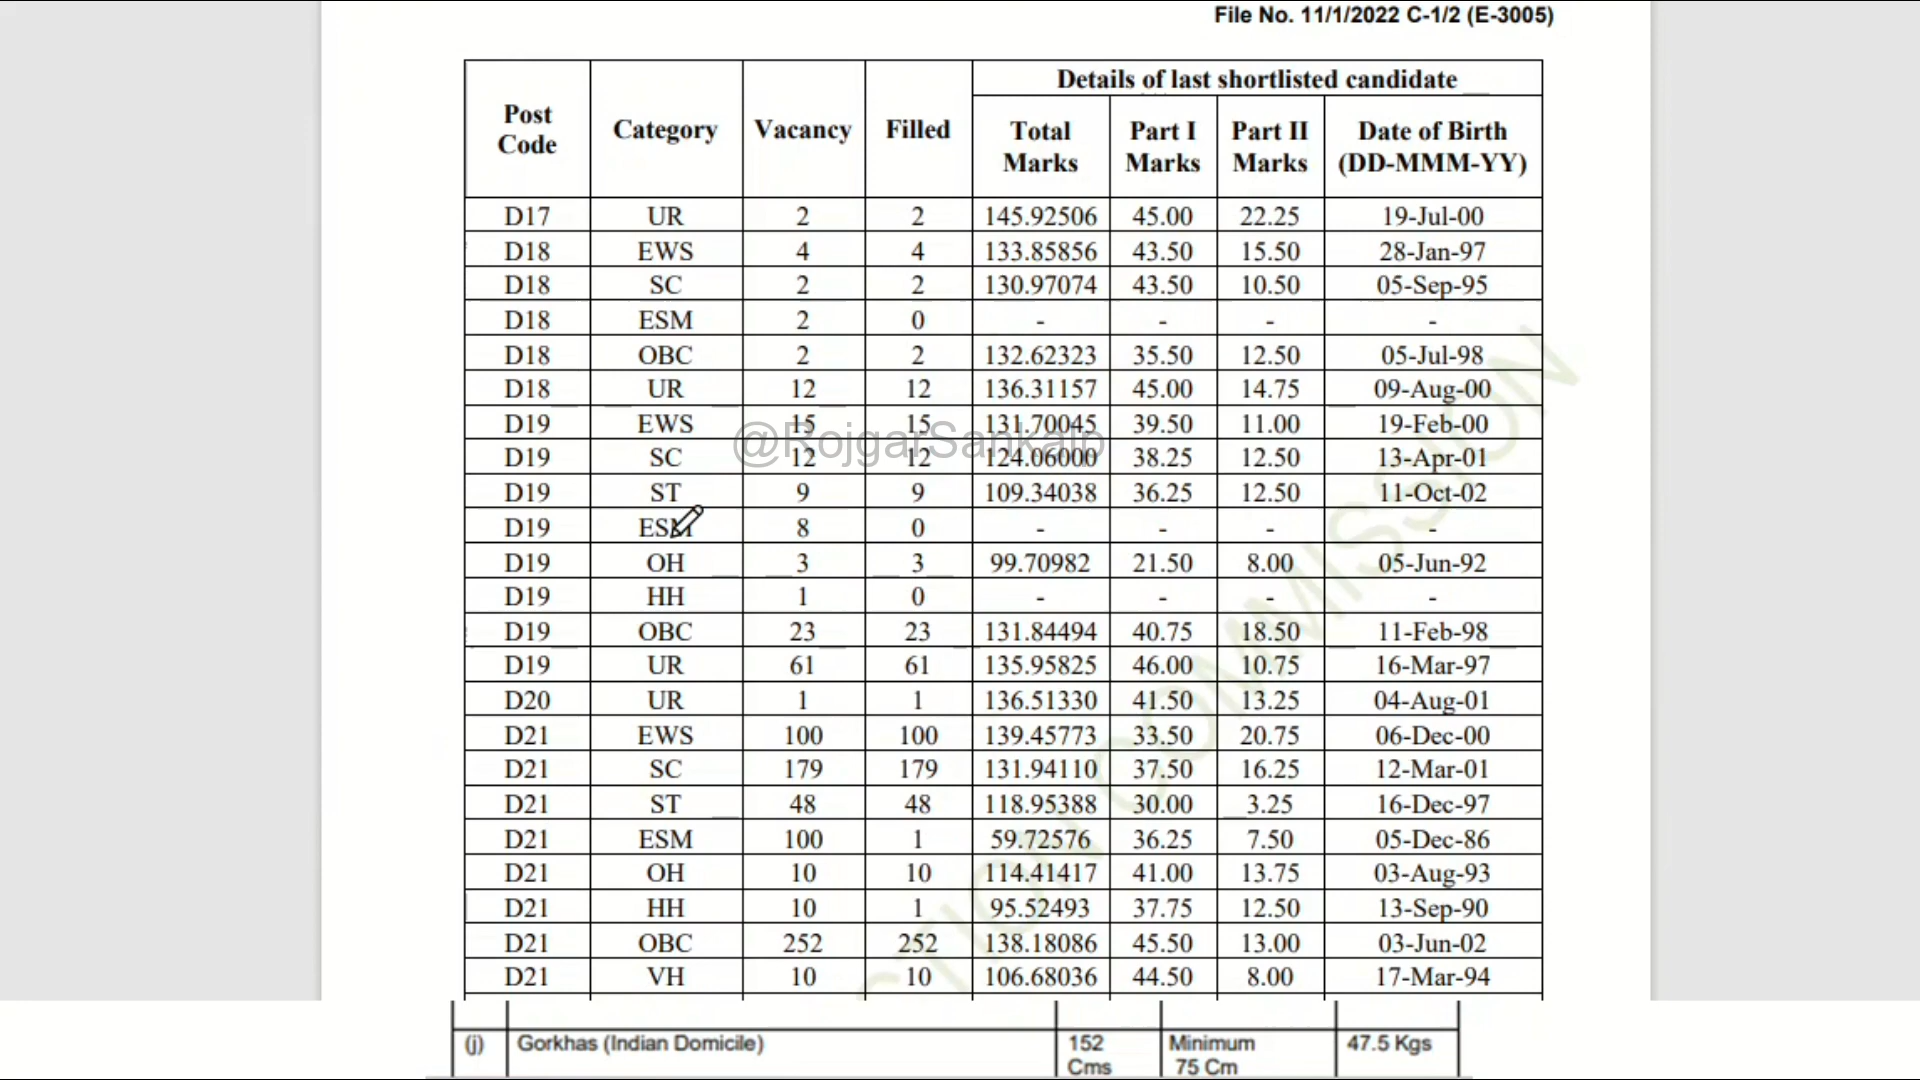 File No. 11/1/2022 C-1/2 (E-3005)
Post Code Category Vacancy Filled Details of last shortlisted candidate
Total Marks Part I Marks Part II Marks Date of Birth (DD-MMM-YY)
D17 UR 2 2 145.92506 45.00 22.25 19-Jul-00
D18 EWS 4 4 133.85856 43.50 15.50 28-Jan-97
D18 SC 2 2 130.97074 43.50 10.50 05-Sep-95
D18 ESM 2 0 - - - -
D18 OBC 2 2 132.62323 35.50 12.50 05-Jul-98
D18 UR 12 12 136.31157 45.00 14.75 09-Aug-00
D19 EWS 15 15 131.70045 39.50 11.00 19-Feb-00
@RojgarSankalp
D19 SC 12 12 124.06000 38.25 12.50 13-Apr-01
D19 ST 9 9 109.34038 36.25 12.50 11-Oct-02
D19 ESM 8 0 - - - -
D19 OH 3 3 99.70982 21.50 8.00 05-Jun-92
D19 HH 1 0 - - - -
D19 OBC 23 23 131.84494 40.75 18.50 11-Feb-98
D19 UR 61 61 135.95825 46.00 10.75 16-Mar-97
D20 UR 1 1 136.51330 41.50 13.25 04-Aug-01
D21 EWS 100 100 139.45773 33.50 20.75 06-Dec-00
D21 SC 179 179 131.94110 37.50 16.25 12-Mar-01
D21 ST 48 48 118.95388 30.00 3.25 16-Dec-97
D21 ESM 100 1 59.72576 36.25 7.50 05-Dec-86
D21 OH 10 10 114.41417 41.00 13.75 03-Aug-93
D21 HH 10 1 95.52493 37.75 12.50 13-Sep-90
D21 OBC 252 252 138.18086 45.50 13.00 03-Jun-02
D21 VH 10 10 106.68036 44.50 8.00 17-Mar-94
CTION COMMISSION
(j) Gorkhas (Indian Domicile) 152 Cms Minimum 75 Cm 47.5 Kgs